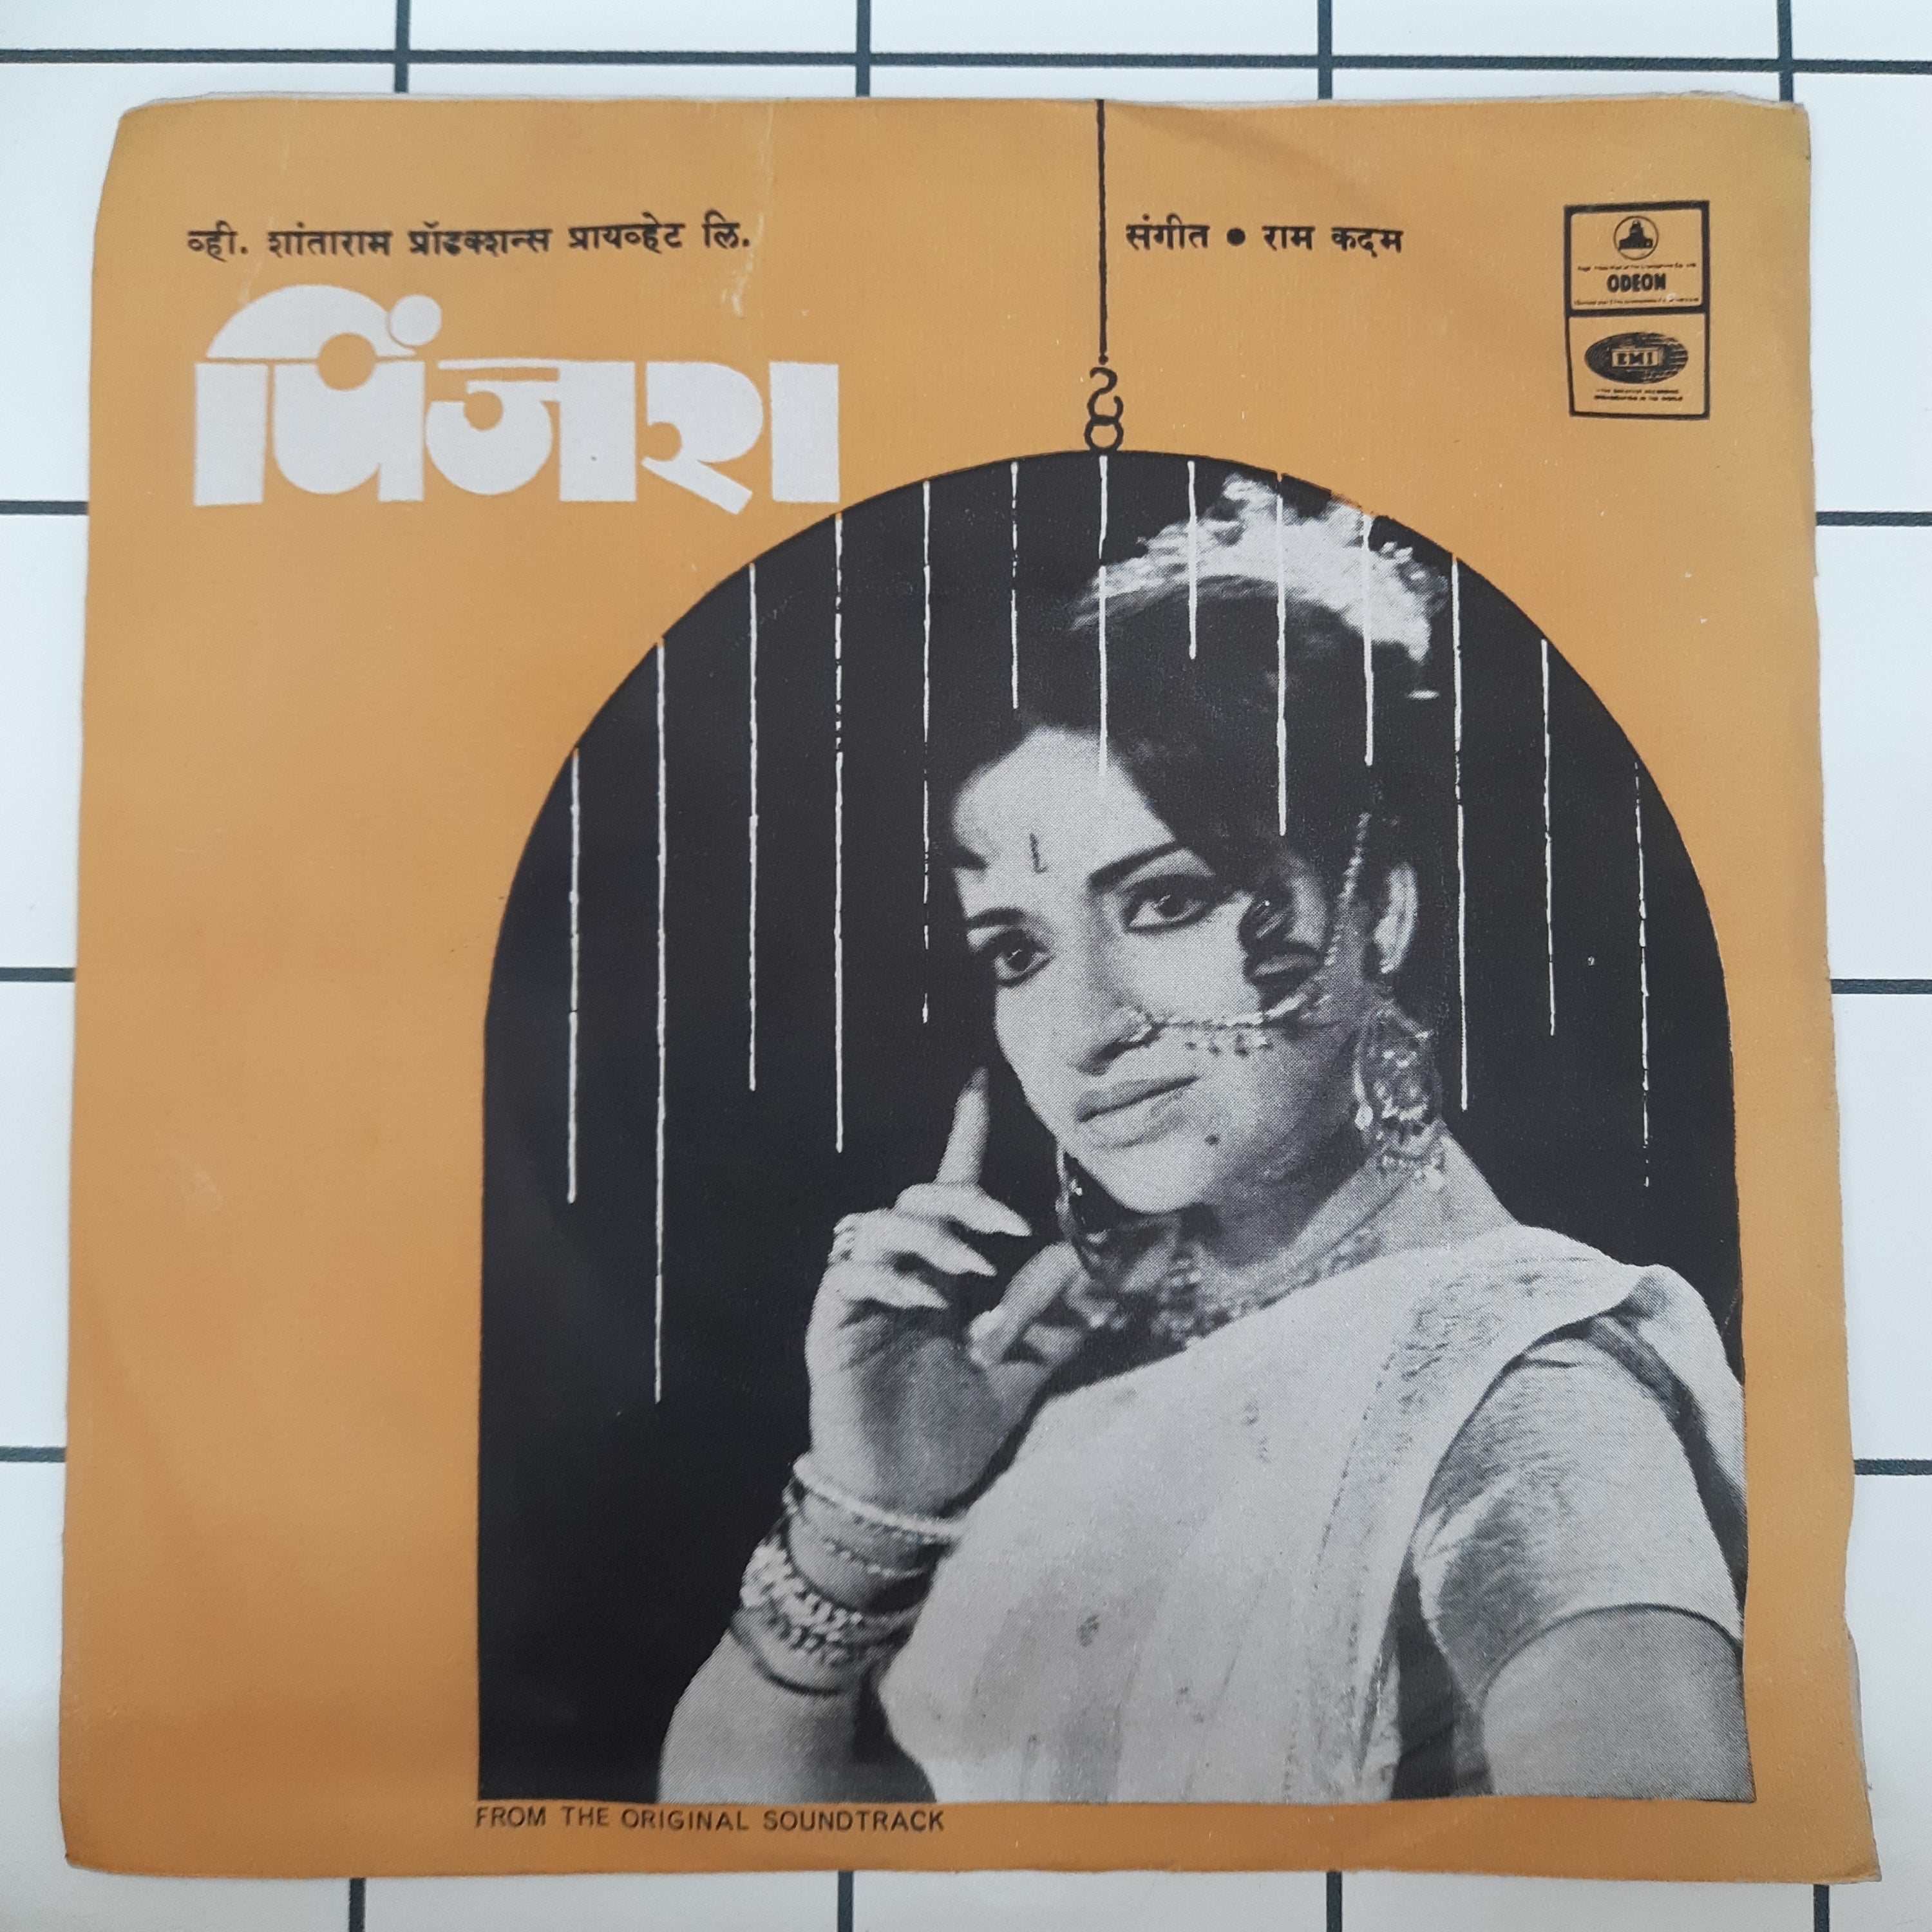 व्ही. शांताराम प्रॉडक्शन्स प्रायव्हेट लि.
संगीत ● राम कदम
पिंजरा
ODEON
EMI
FROM THE ORIGINAL SOUNDTRACK